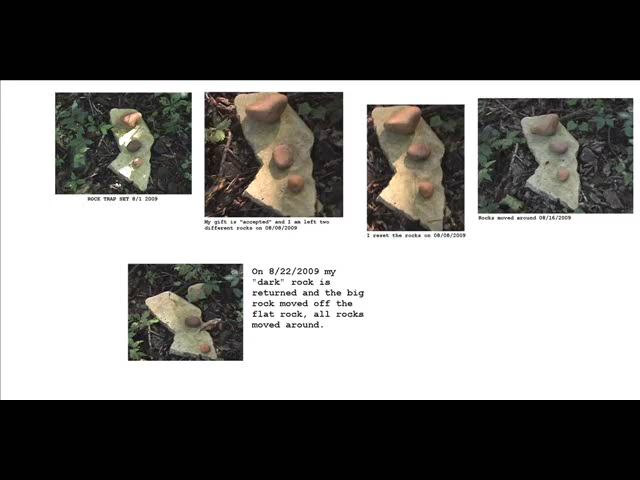 ROCK TRAP SET 8/1 2009
My gift is "accepted" and I am left two
different rocks on 08/08/2009
I reset the rocks on 08/08/2009
Rocks moved around 08/16/2009
On 8/22/2009 my
"dark" rock is
returned and the big
rock moved off the
flat rock, all rocks
moved around.